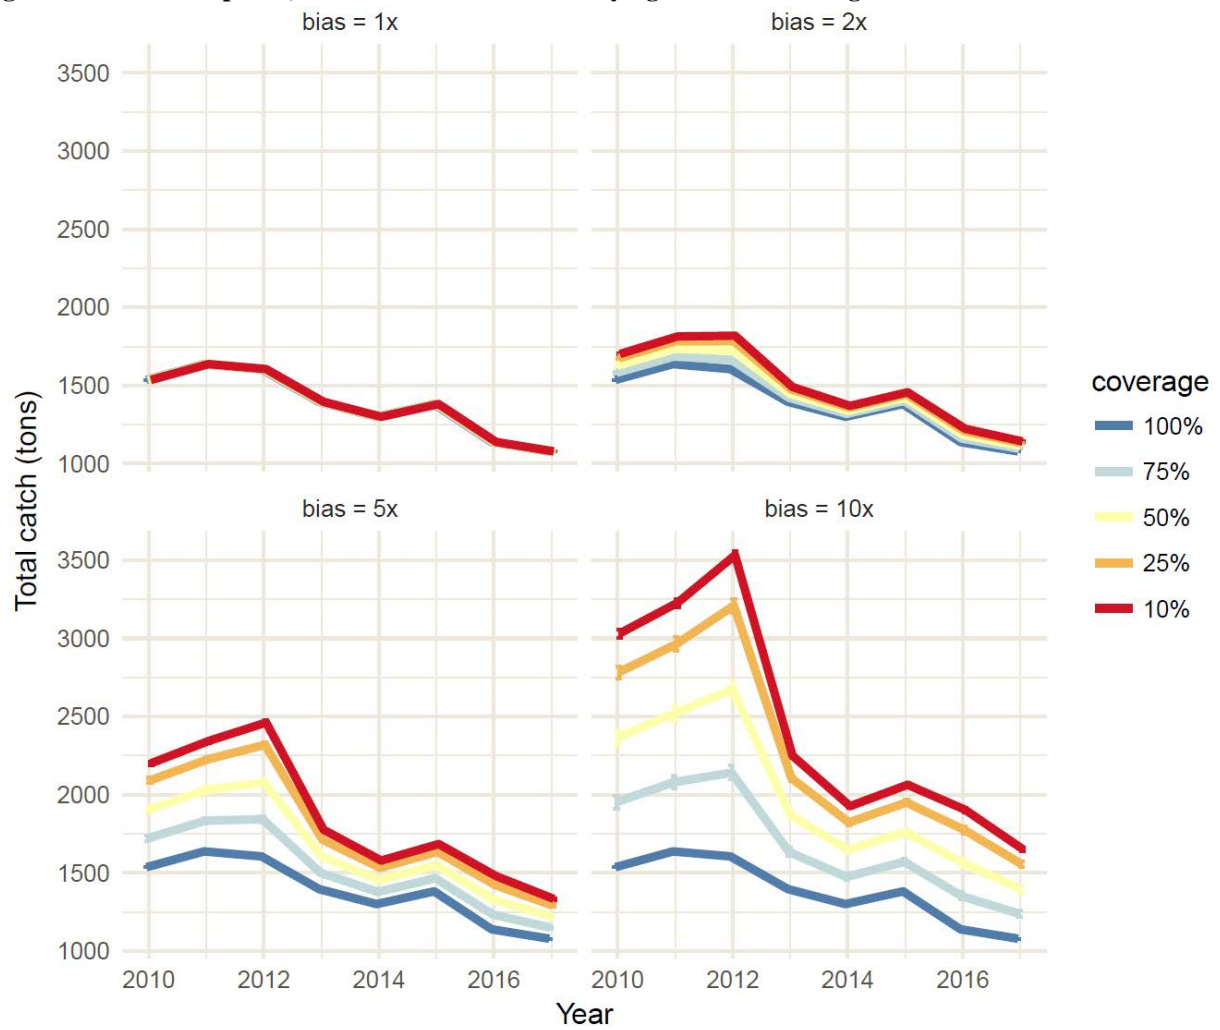 bias = 1x
bias = 2x
3500
3000
2500
2000
1500
1000
bias = 5x
bias = 10x
3500
3000
2500
2000
1500
1000
2010 2012 2014 2016
2010 2012 2014 2016
Year
Total catch (tons)
coverage
100%
75%
50%
25%
10%